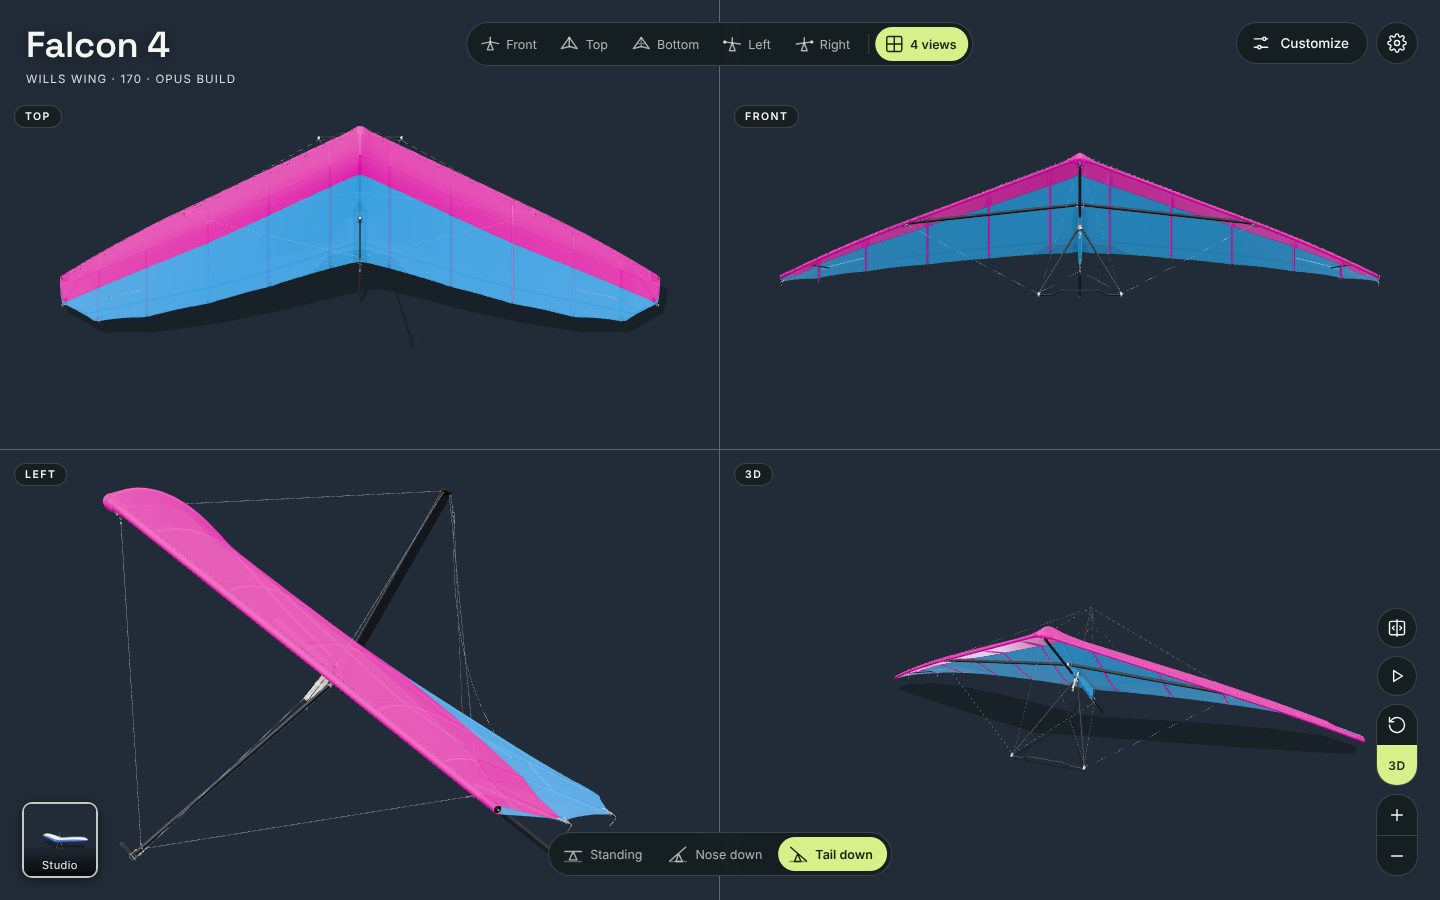 Falcon 4
WILLS WING · 170 · OPUS BUILD
Front
Top
Bottom
Left
Right
4 views
Customize
TOP
FRONT
LEFT
3D
3D
Studio
Standing
Nose down
Tail down